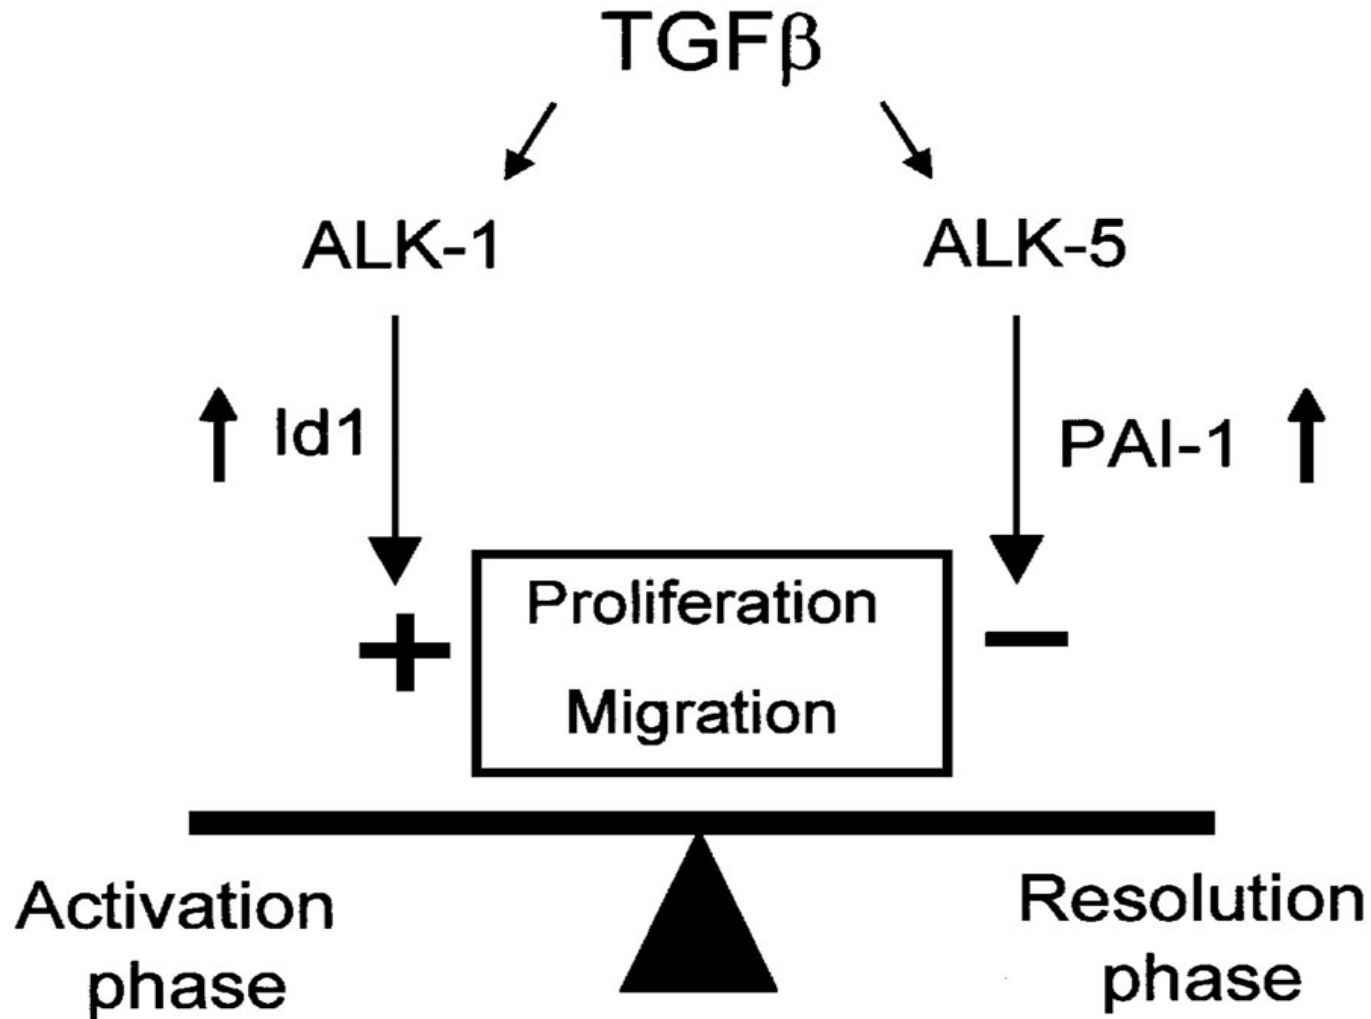 TGFβ
ALK-1
ALK-5
Id1
PAI-1
+
Proliferation
−
Migration
Activation
phase
Resolution
phase